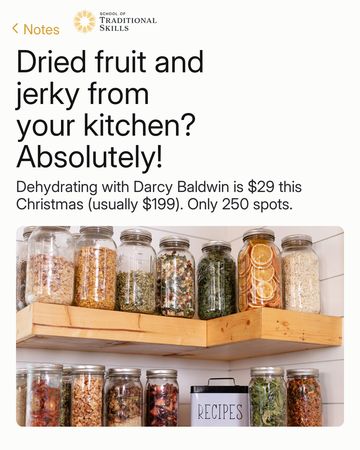 Notes
SCHOOL OF
TRADITIONAL
SKILLS
Dried fruit and
jerky from
your kitchen?
Absolutely!
Dehydrating with Darcy Baldwin is $29 this
Christmas (usually $199). Only 250 spots.
RECIPES